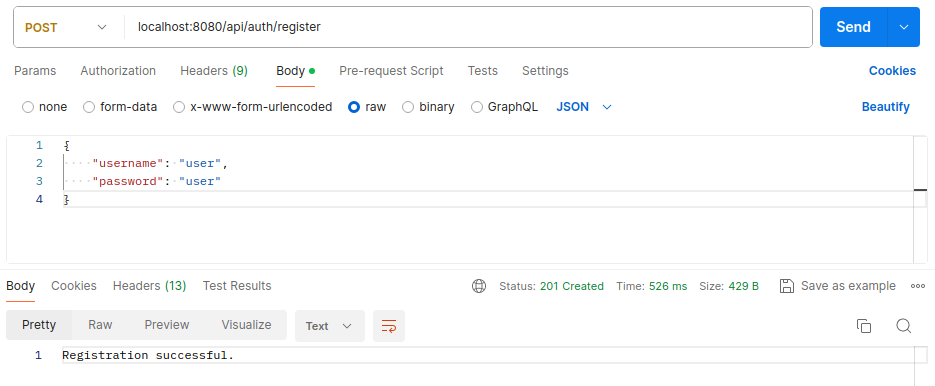 POST localhost:8080/api/auth/register Send
Params Authorization Headers (9) Body Pre-request Script Tests Settings Cookies
none form-data x-www-form-urlencoded raw binary GraphQL JSON Beautify
1 {
2 "username": "user",
3 "password": "user"
4 }
Body Cookies Headers (13) Test Results Status: 201 Created Time: 526 ms Size: 429 B Save as example
Pretty Raw Preview Visualize Text
1 Registration successful.